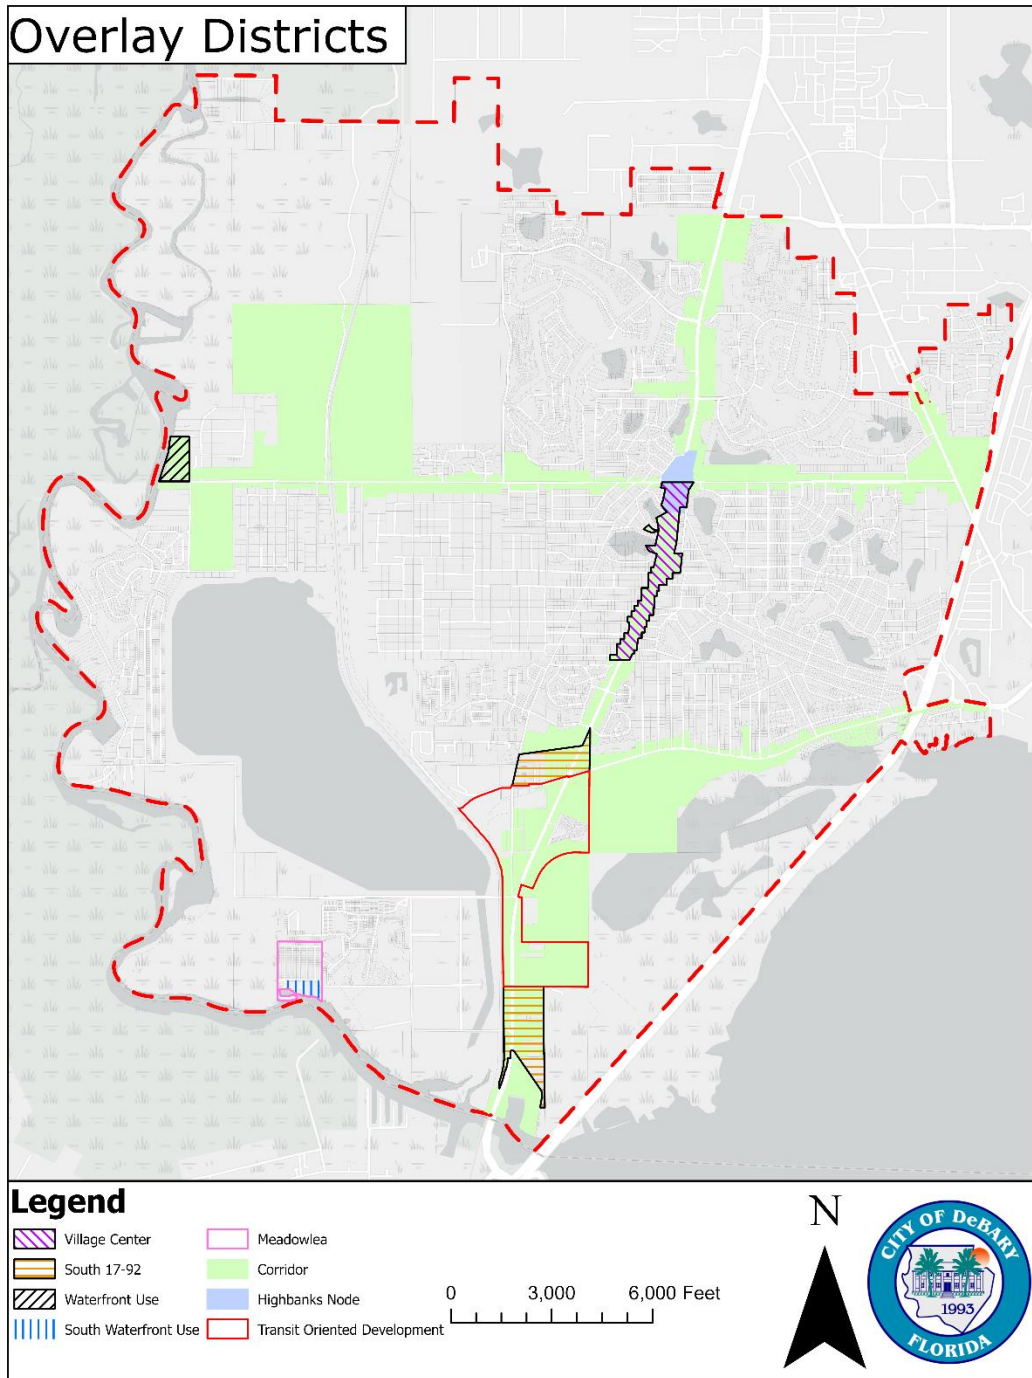 Overlay Districts
Legend
Village Center
South 17-92
Waterfront Use
South Waterfront Use
Meadowlea
Corridor
Highbanks Node
Transit Oriented Development
0 3,000 6,000 Feet
N
CITY OF DeBARY
1993
FLORIDA